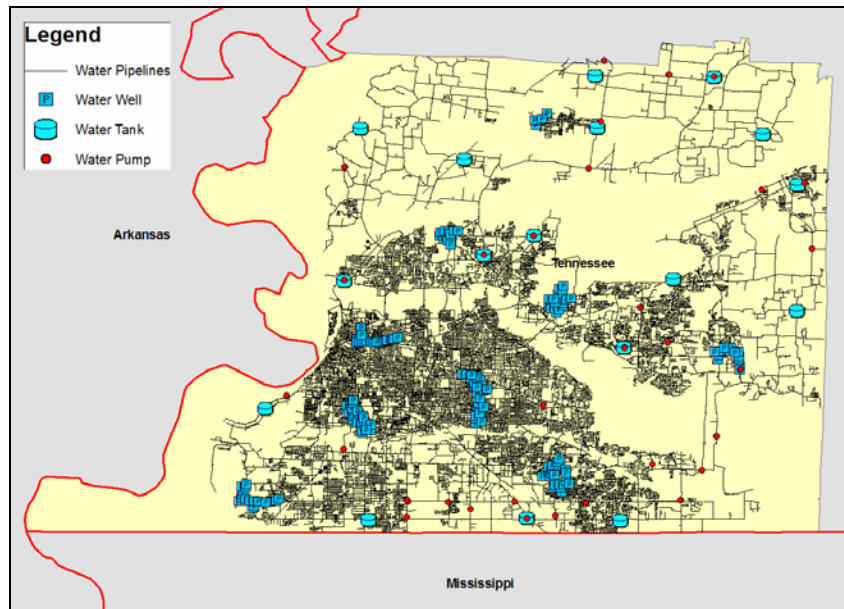 Legend
Water Pipelines
P Water Well
Water Tank
Water Pump
Arkansas
Tennessee
Mississippi